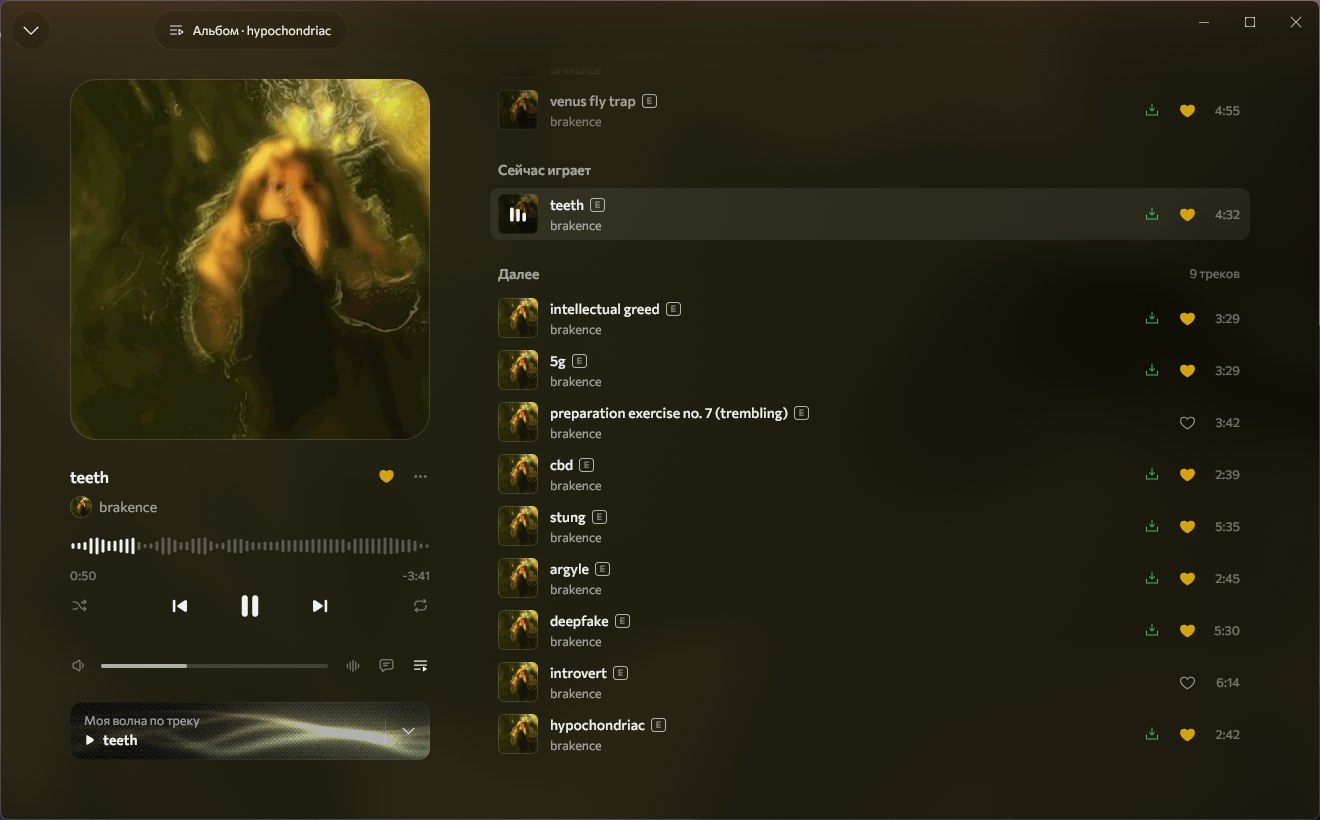 Альбом · hypochondriac
brakence
venus fly trap E
brakence
4:55
Сейчас играет
teeth E
brakence
4:32
Далее
9 треков
intellectual greed E
brakence
3:29
5g E
brakence
3:29
preparation exercise no. 7 (trembling) E
brakence
3:42
cbd E
brakence
2:39
stung E
brakence
5:35
argyle E
brakence
2:45
deepfake E
brakence
5:30
introvert E
brakence
6:14
hypochondriac E
brakence
2:42
teeth
brakence
0:50
-3:41
Моя волна по треку
teeth